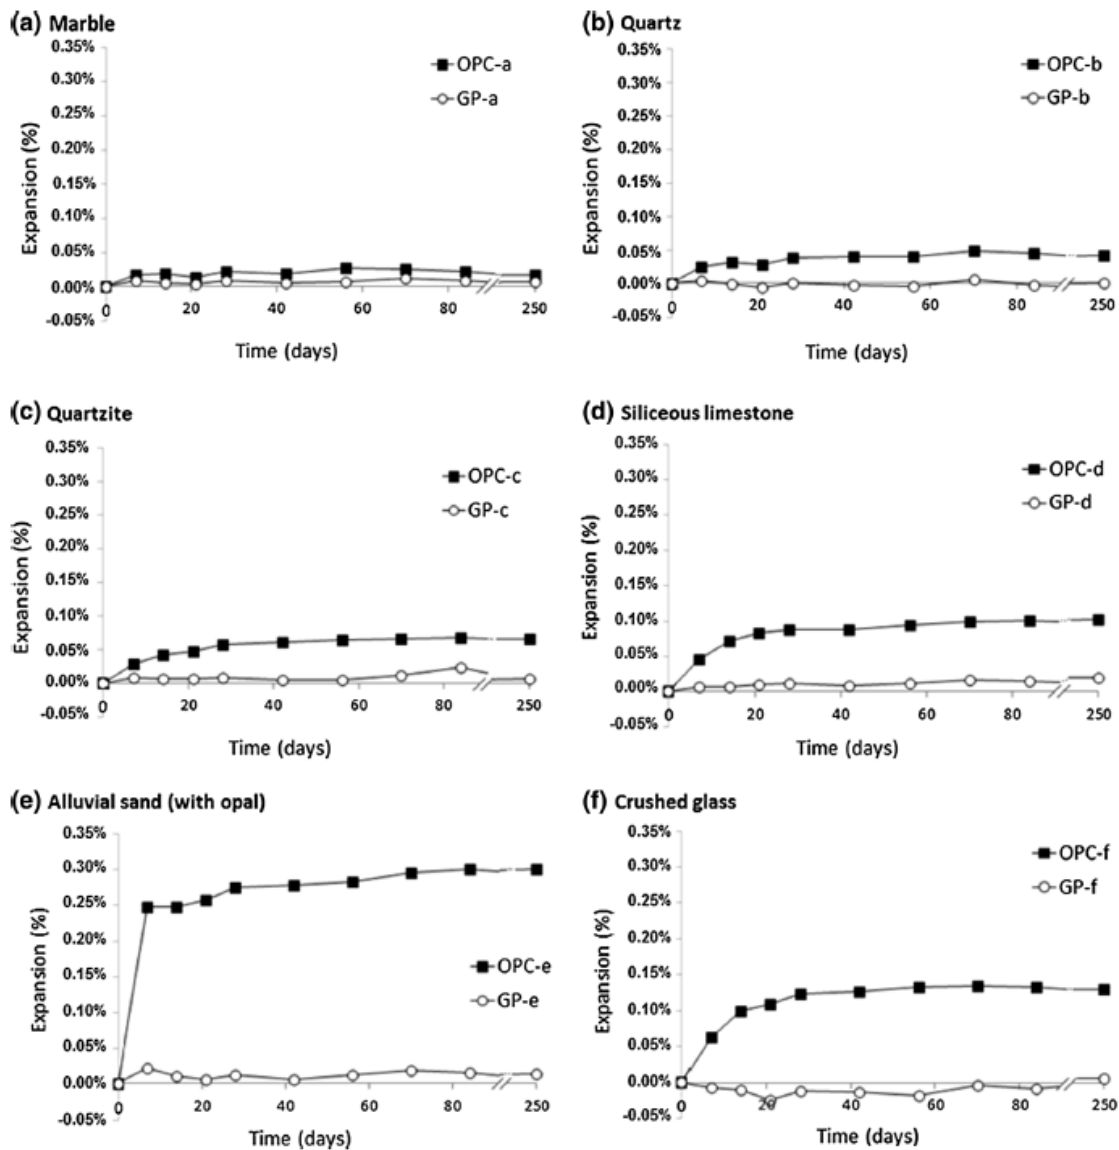 (a) Marble
0.35%
0.30%
0.25%
0.20%
0.15%
0.10%
0.05%
0.00%
-0.05%
Expansion (%)
OPC-a
GP-a
0 20 40 60 80 250
Time (days)
(b) Quartz
0.35%
0.30%
0.25%
0.20%
0.15%
0.10%
0.05%
0.00%
-0.05%
Expansion (%)
OPC-b
GP-b
0 20 40 60 80 250
Time (days)
(c) Quartzite
0.35%
0.30%
0.25%
0.20%
0.15%
0.10%
0.05%
0.00%
-0.05%
Expansion (%)
OPC-c
GP-c
0 20 40 60 80 250
Time (days)
(d) Siliceous limestone
0.35%
0.30%
0.25%
0.20%
0.15%
0.10%
0.05%
0.00%
-0.05%
Expansion (%)
OPC-d
GP-d
0 20 40 60 80 250
Time (days)
(e) Alluvial sand (with opal)
0.35%
0.30%
0.25%
0.20%
0.15%
0.10%
0.05%
0.00%
-0.05%
Expansion (%)
OPC-e
GP-e
0 20 40 60 80 250
Time (days)
(f) Crushed glass
0.35%
0.30%
0.25%
0.20%
0.15%
0.10%
0.05%
0.00%
-0.05%
Expansion (%)
OPC-f
GP-f
0 20 40 60 80 250
Time (days)